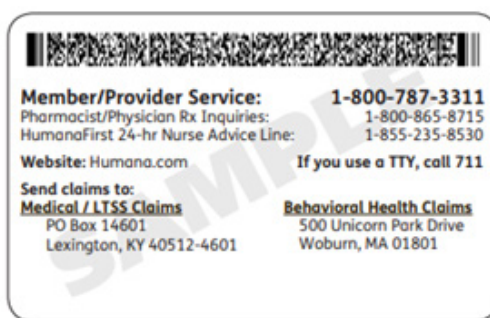 Member/Provider Service: 1-800-787-3311
Pharmacist/Physician Rx Inquiries: 1-800-865-8715
HumanaFirst 24-hr Nurse Advice Line: 1-855-235-8530
Website: Humana.com If you use a TTY, call 711
Send claims to:
Medical / LTSS Claims Behavioral Health Claims
PO Box 14601 500 Unicorn Park Drive
Lexington, KY 40512-4601 Woburn, MA 01801
SAMPLE